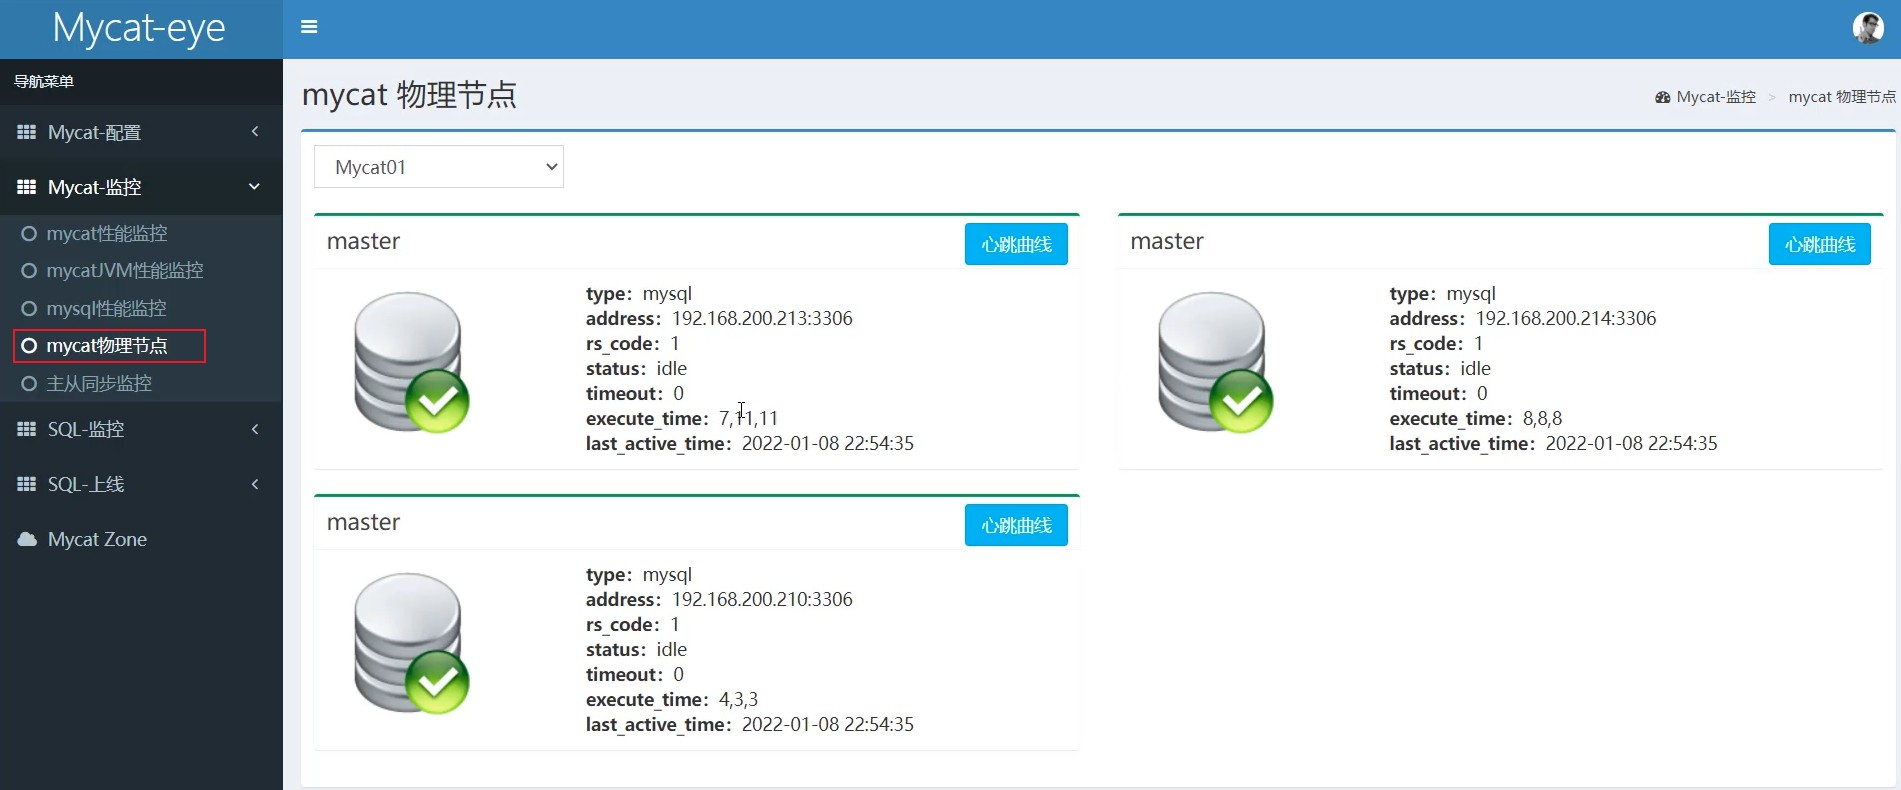 Mycat-eye
导航菜单
Mycat-配置
Mycat-监控
mycat性能监控
mycatJVM性能监控
mysql性能监控
mycat物理节点
主从同步监控
SQL-监控
SQL-上线
Mycat Zone
mycat 物理节点
Mycat-监控 > mycat 物理节点
Mycat01
master
心跳曲线
type: mysql
address: 192.168.200.213:3306
rs_code: 1
status: idle
timeout: 0
execute_time: 7,11,11
last_active_time: 2022-01-08 22:54:35
master
心跳曲线
type: mysql
address: 192.168.200.214:3306
rs_code: 1
status: idle
timeout: 0
execute_time: 8,8,8
last_active_time: 2022-01-08 22:54:35
master
心跳曲线
type: mysql
address: 192.168.200.210:3306
rs_code: 1
status: idle
timeout: 0
execute_time: 4,3,3
last_active_time: 2022-01-08 22:54:35